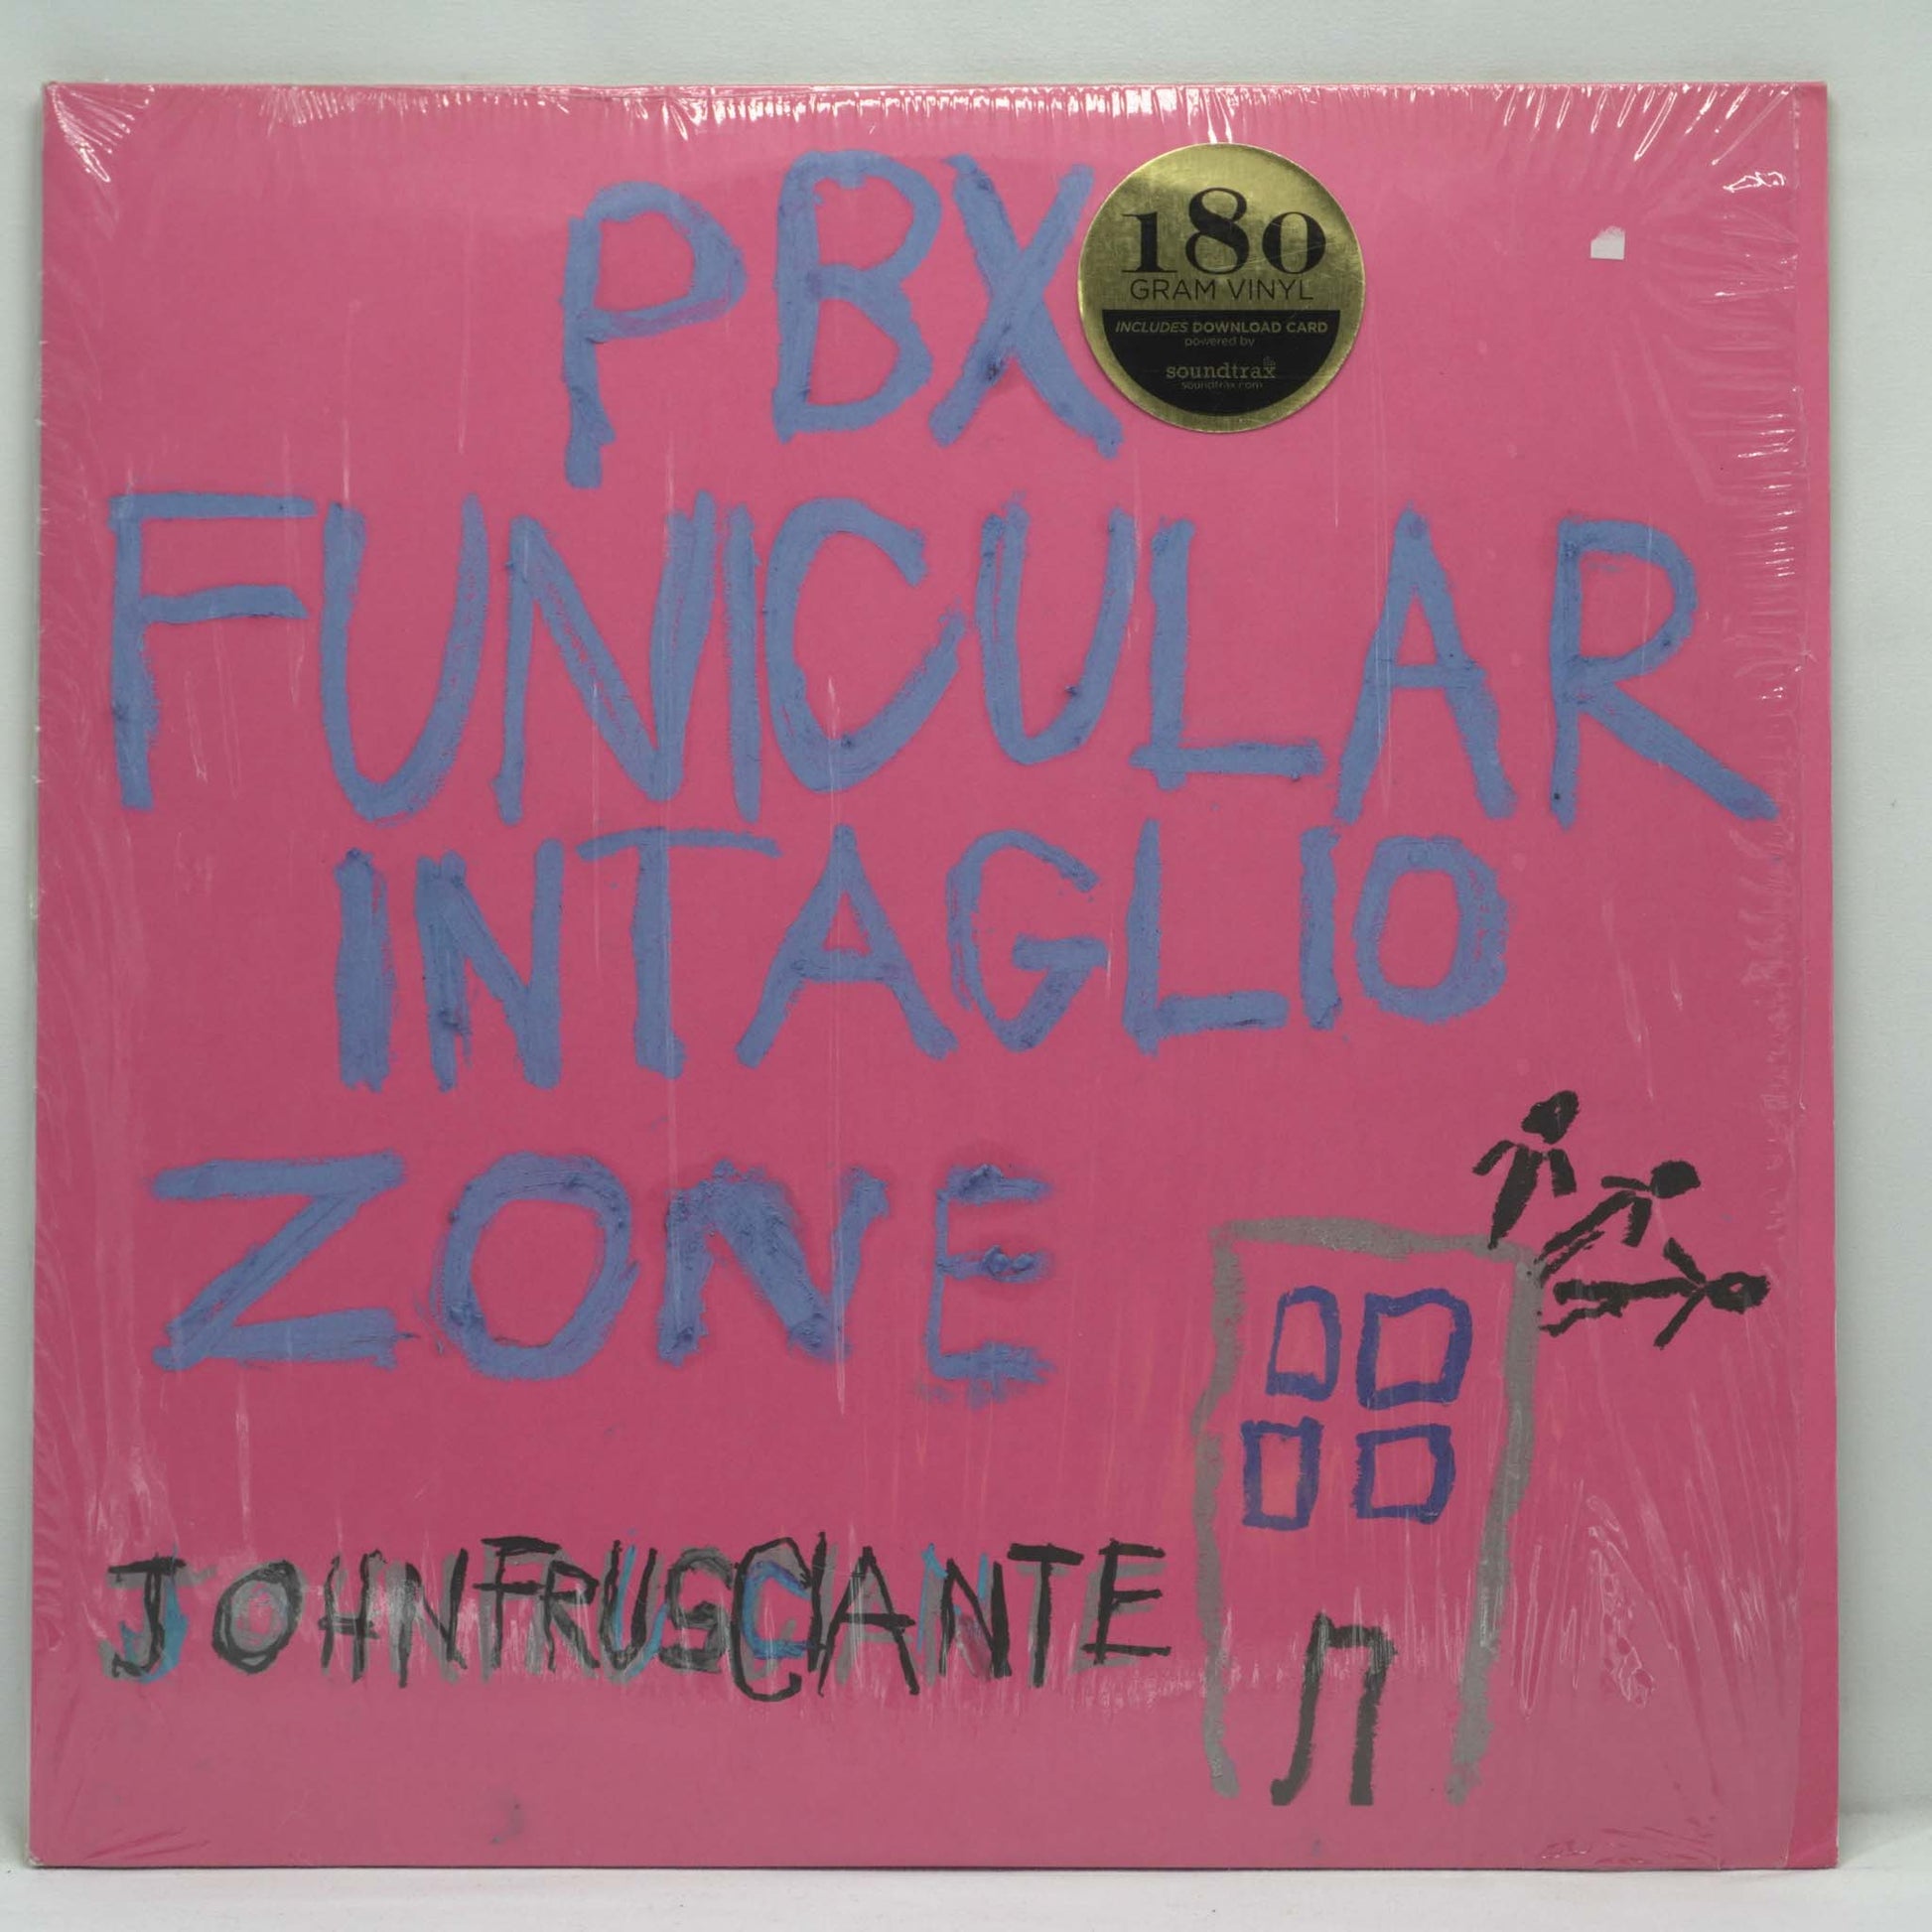 PBX
180
GRAM VINYL
INCLUDES DOWNLOAD CARD
powered by
soundtrax
soundtrax.com
FUNICULAR
INTAGLIO
ZONE
JOHNFRUSCIANTE